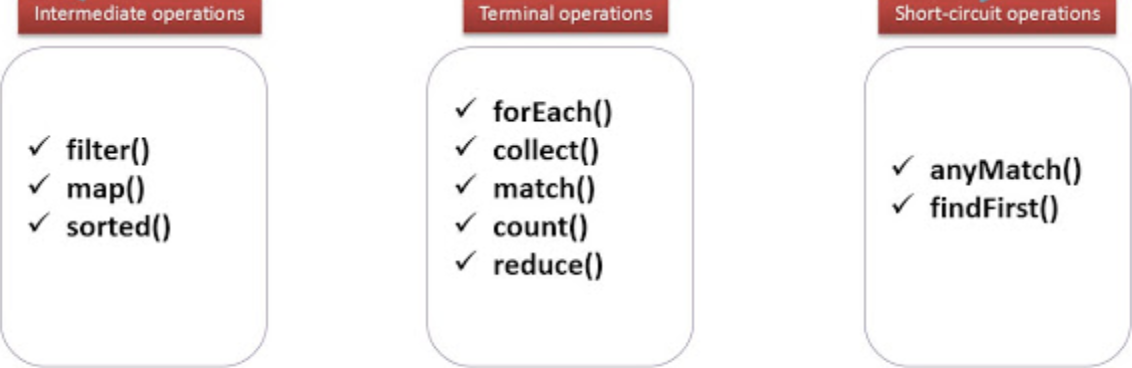 Intermediate operations
✓ filter()
✓ map()
✓ sorted()
Terminal operations
✓ forEach()
✓ collect()
✓ match()
✓ count()
✓ reduce()
Short-circuit operations
✓ anyMatch()
✓ findFirst()